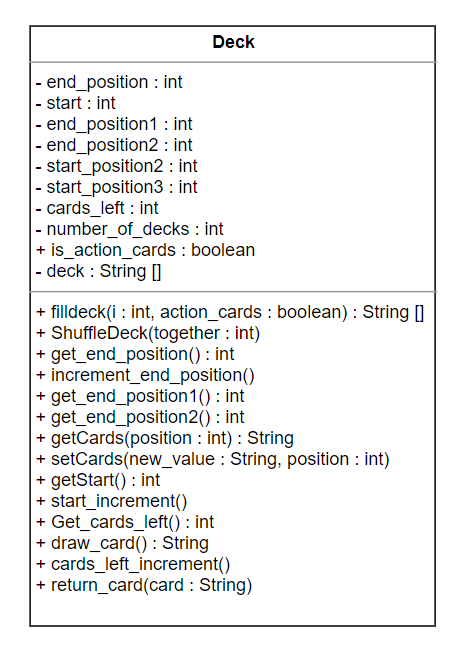 Deck
- end_position : int
- start : int
- end_position1 : int
- end_position2 : int
- start_position2 : int
- start_position3 : int
- cards_left : int
- number_of_decks : int
+ is_action_cards : boolean
- deck : String []
+ filldeck(i : int, action_cards : boolean) : String []
+ ShuffleDeck(together : int)
+ get_end_position() : int
+ increment_end_position()
+ get_end_position1() : int
+ get_end_position2() : int
+ getCards(position : int) : String
+ setCards(new_value : String, position : int)
+ getStart() : int
+ start_increment()
+ Get_cards_left() : int
+ draw_card() : String
+ cards_left_increment()
+ return_card(card : String)